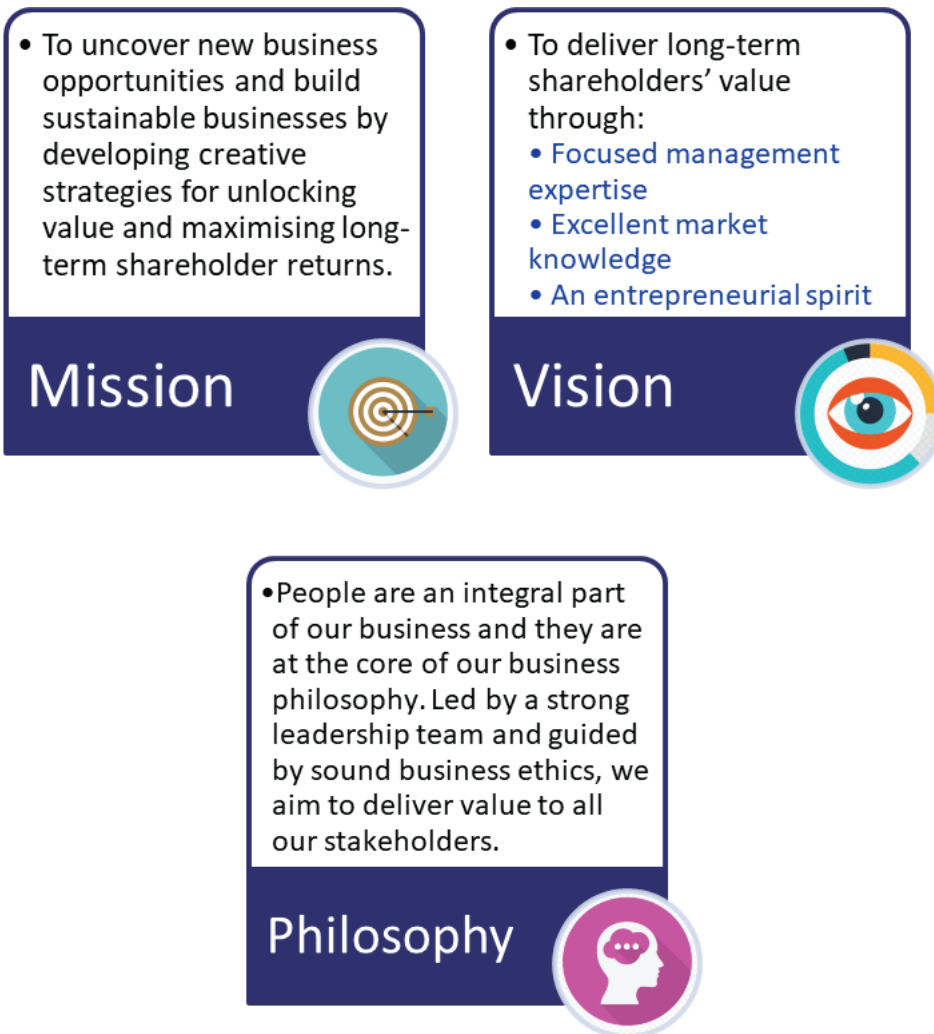 • To uncover new business
opportunities and build
sustainable businesses by
developing creative
strategies for unlocking
value and maximising long-
term shareholder returns.
Mission
• To deliver long-term
shareholders’ value
through:
• Focused management
expertise
• Excellent market
knowledge
• An entrepreneurial spirit
Vision
•People are an integral part
of our business and they are
at the core of our business
philosophy. Led by a strong
leadership team and guided
by sound business ethics, we
aim to deliver value to all
our stakeholders.
Philosophy